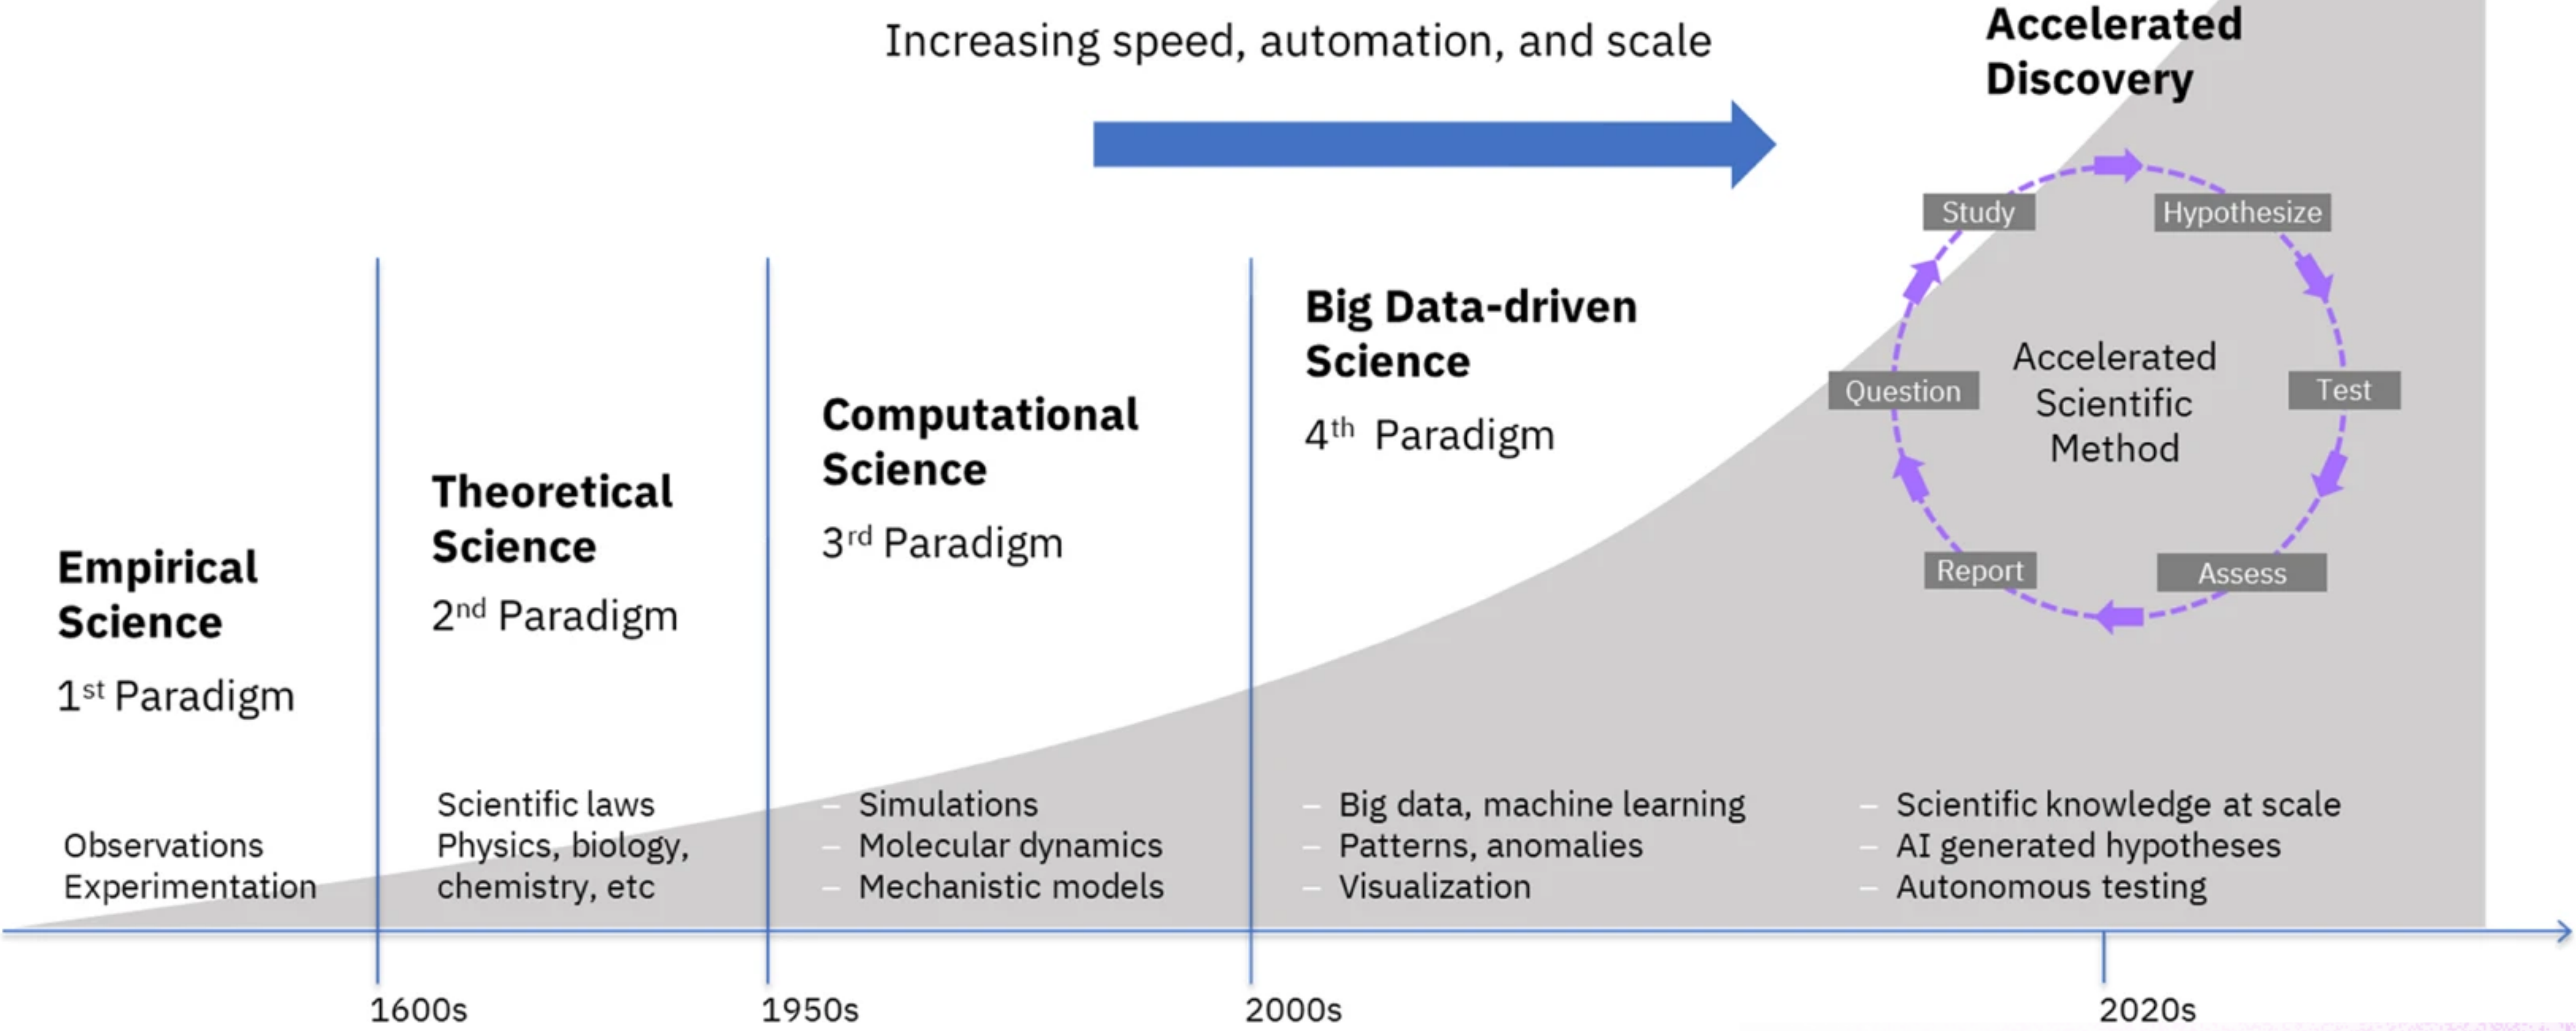 Increasing speed, automation, and scale
Empirical
Science
1st Paradigm
Observations
Experimentation
Theoretical
Science
2nd Paradigm
Scientific laws
Physics, biology,
chemistry, etc
Computational
Science
3rd Paradigm
– Simulations
– Molecular dynamics
– Mechanistic models
Big Data-driven
Science
4th Paradigm
– Big data, machine learning
– Patterns, anomalies
– Visualization
Accelerated
Discovery
Study
Hypothesize
Question
Accelerated
Scientific
Method
Test
Report
Assess
– Scientific knowledge at scale
– AI generated hypotheses
– Autonomous testing
1600s
1950s
2000s
2020s